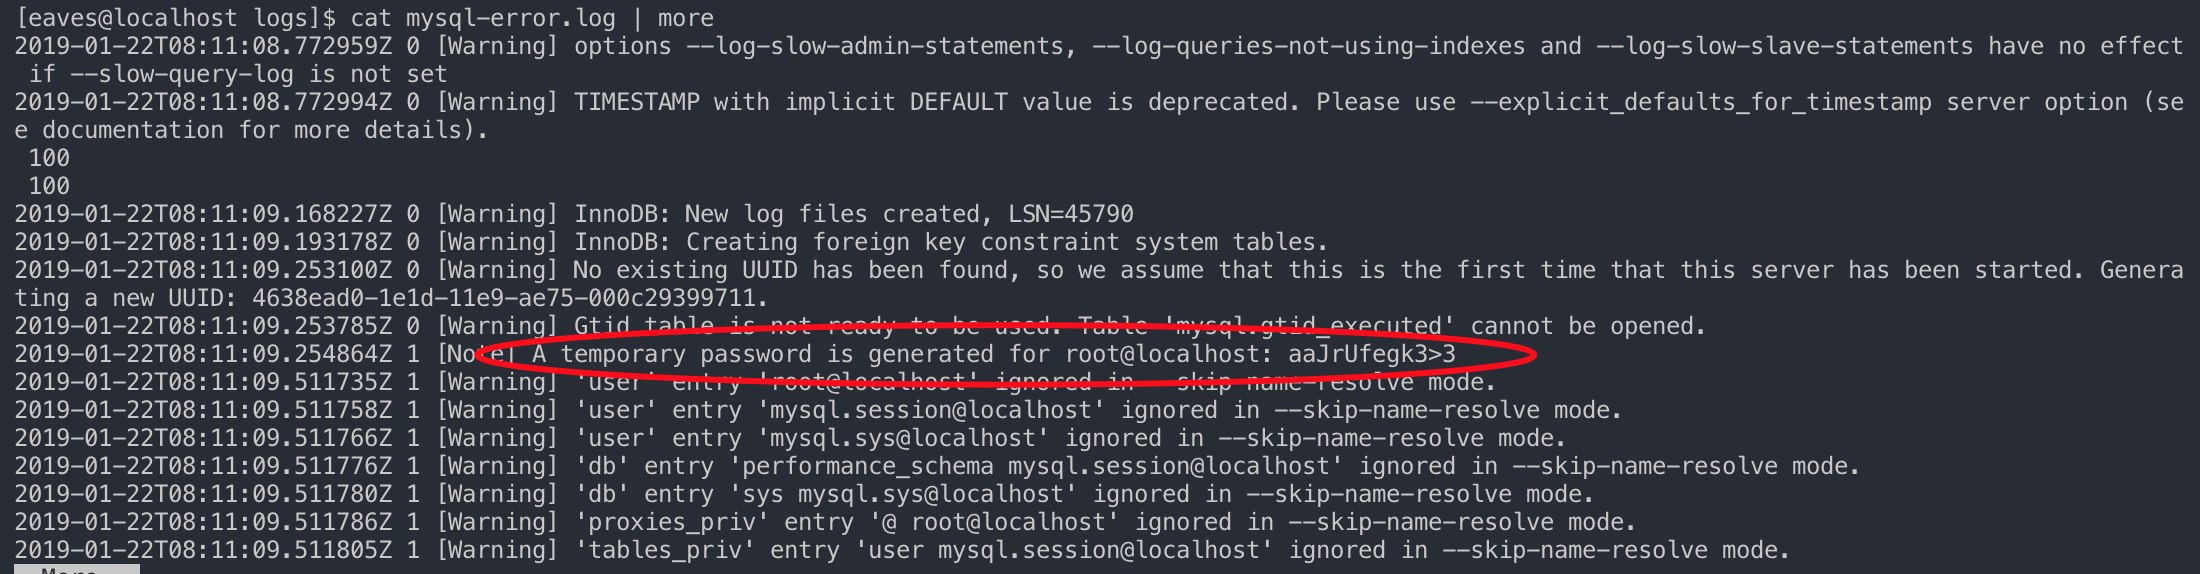 [eaves@localhost logs]$ cat mysql-error.log | more
2019-01-22T08:11:08.772959Z 0 [Warning] options --log-slow-admin-statements, --log-queries-not-using-indexes and --log-slow-slave-statements have no effect
if --slow-query-log is not set
2019-01-22T08:11:08.772994Z 0 [Warning] TIMESTAMP with implicit DEFAULT value is deprecated. Please use --explicit_defaults_for_timestamp server option (se
e documentation for more details).
100
100
2019-01-22T08:11:09.168227Z 0 [Warning] InnoDB: New log files created, LSN=45790
2019-01-22T08:11:09.193178Z 0 [Warning] InnoDB: Creating foreign key constraint system tables.
2019-01-22T08:11:09.253100Z 0 [Warning] No existing UUID has been found, so we assume that this is the first time that this server has been started. Genera
ting a new UUID: 4638ead0-1e1d-11e9-ae75-000c29399711.
2019-01-22T08:11:09.253785Z 0 [Warning] Gtid table is not ready to be used. Table 'mysql.gtid_executed' cannot be opened.
2019-01-22T08:11:09.254864Z 1 [Note] A temporary password is generated for root@localhost: aaJrUfegk3>3
2019-01-22T08:11:09.511735Z 1 [Warning] 'user' entry 'root@localhost' ignored in --skip-name-resolve mode.
2019-01-22T08:11:09.511758Z 1 [Warning] 'user' entry 'mysql.session@localhost' ignored in --skip-name-resolve mode.
2019-01-22T08:11:09.511766Z 1 [Warning] 'user' entry 'mysql.sys@localhost' ignored in --skip-name-resolve mode.
2019-01-22T08:11:09.511776Z 1 [Warning] 'db' entry 'performance_schema mysql.session@localhost' ignored in --skip-name-resolve mode.
2019-01-22T08:11:09.511780Z 1 [Warning] 'db' entry 'sys mysql.sys@localhost' ignored in --skip-name-resolve mode.
2019-01-22T08:11:09.511786Z 1 [Warning] 'proxies_priv' entry '@ root@localhost' ignored in --skip-name-resolve mode.
2019-01-22T08:11:09.511805Z 1 [Warning] 'tables_priv' entry 'user mysql.session@localhost' ignored in --skip-name-resolve mode.